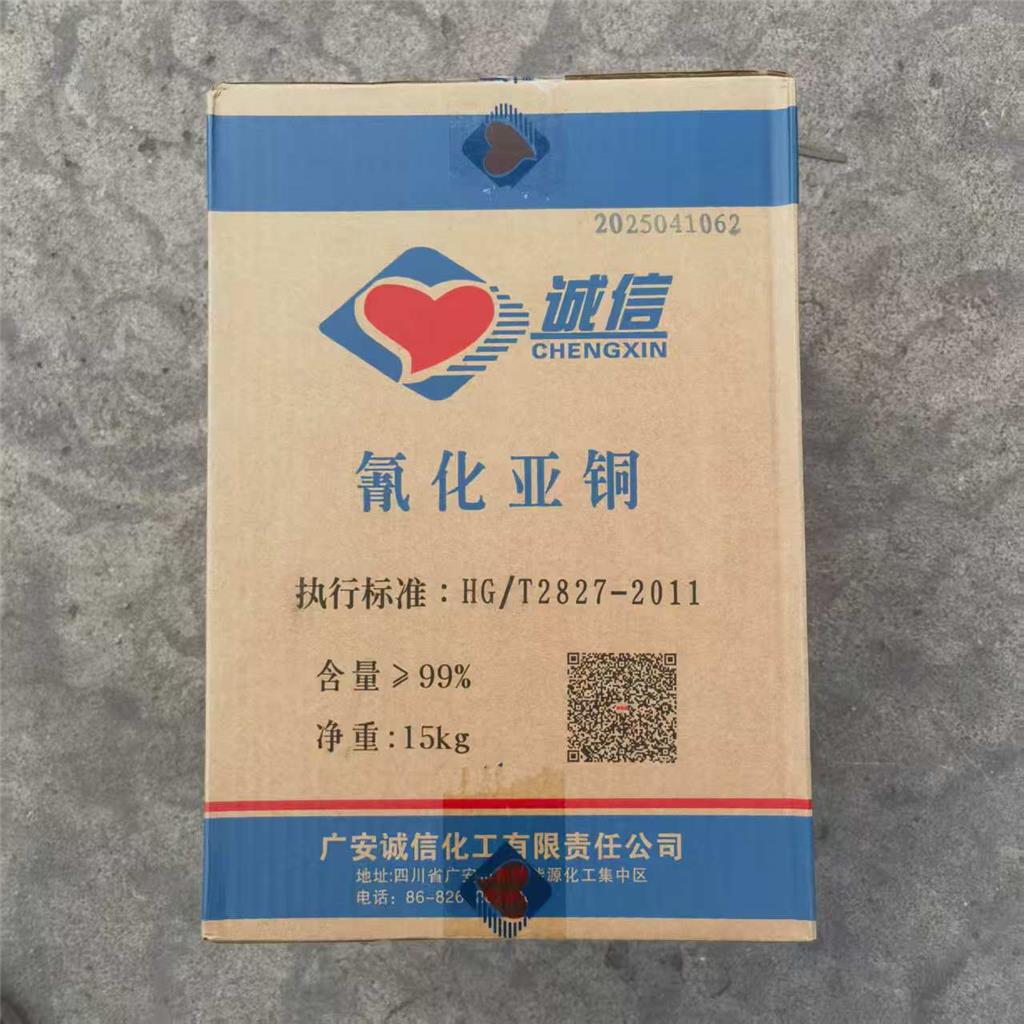 2025041062
诚信
CHENGXIN
氰化亚铜
执行标准：HG/T2827-2011
含量≥99%
净重:15kg
广安诚信化工有限责任公司
地址:四川省广安 源化工集中区
电话：86-826